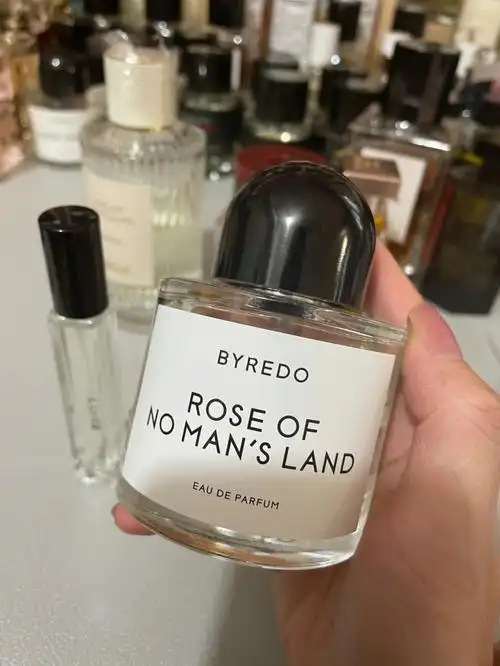 BYREDO
ROSE OF
NO MAN'S LAND
EAU DE PARFUM